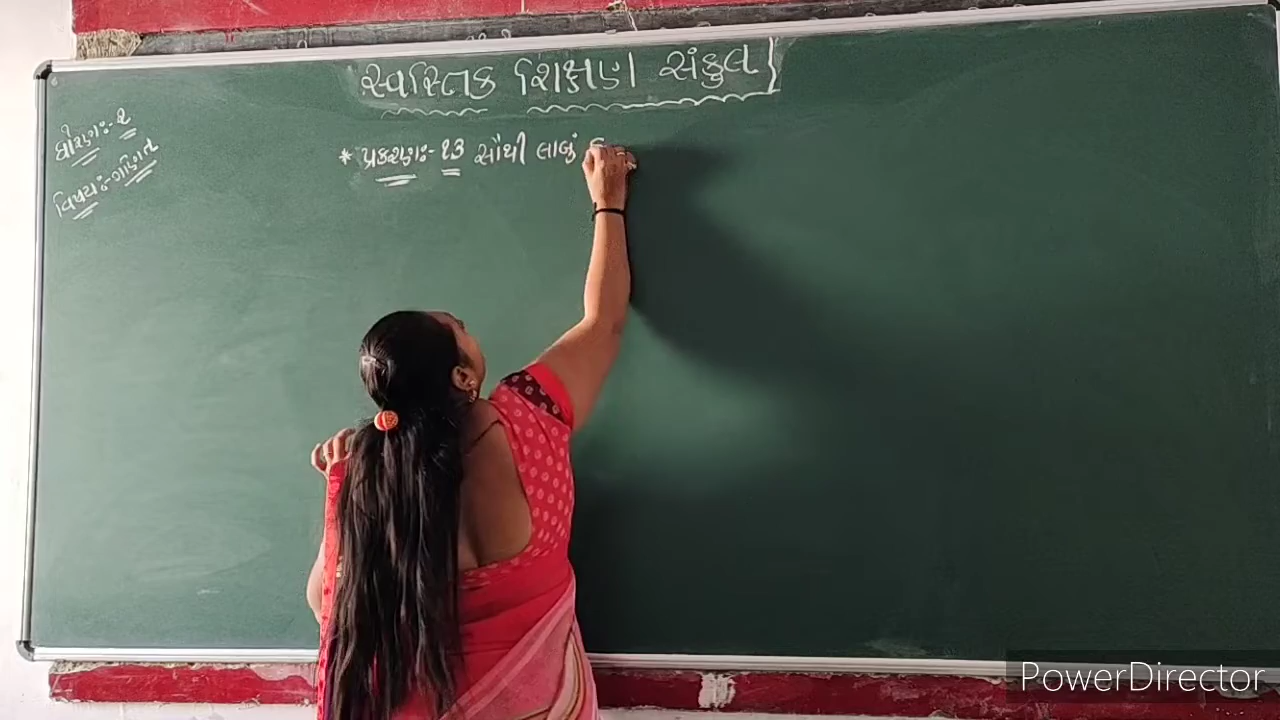 સ્વસ્તિક શિક્ષણ સંકુલ
ધોરણઃ- ૨
વિષયઃ- ગણિત
* પ્રકરણઃ- ૧૩ સૌથી લાબું
PowerDirector